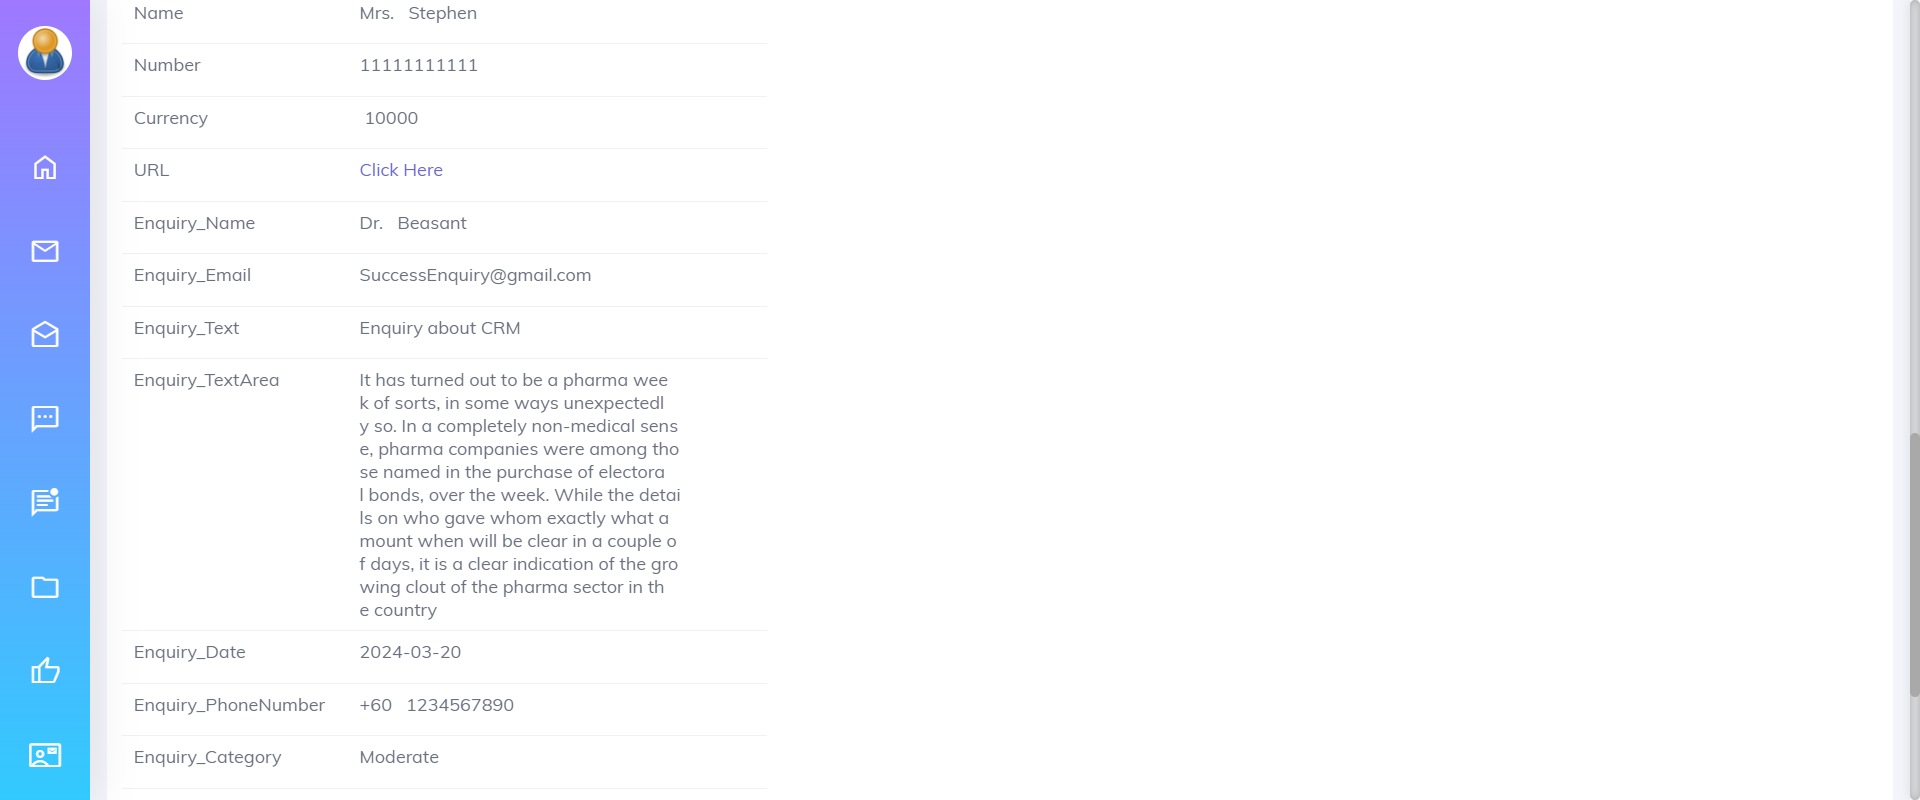 Name Mrs. Stephen
Number 11111111111
Currency 10000
URL Click Here
Enquiry_Name Dr. Beasant
Enquiry_Email SuccessEnquiry@gmail.com
Enquiry_Text Enquiry about CRM
Enquiry_TextArea It has turned out to be a pharma wee
k of sorts, in some ways unexpectedl
y so. In a completely non-medical sens
e, pharma companies were among tho
se named in the purchase of electora
l bonds, over the week. While the detai
ls on who gave whom exactly what a
mount when will be clear in a couple o
f days, it is a clear indication of the gro
wing clout of the pharma sector in th
e country
Enquiry_Date 2024-03-20
Enquiry_PhoneNumber +60 1234567890
Enquiry_Category Moderate